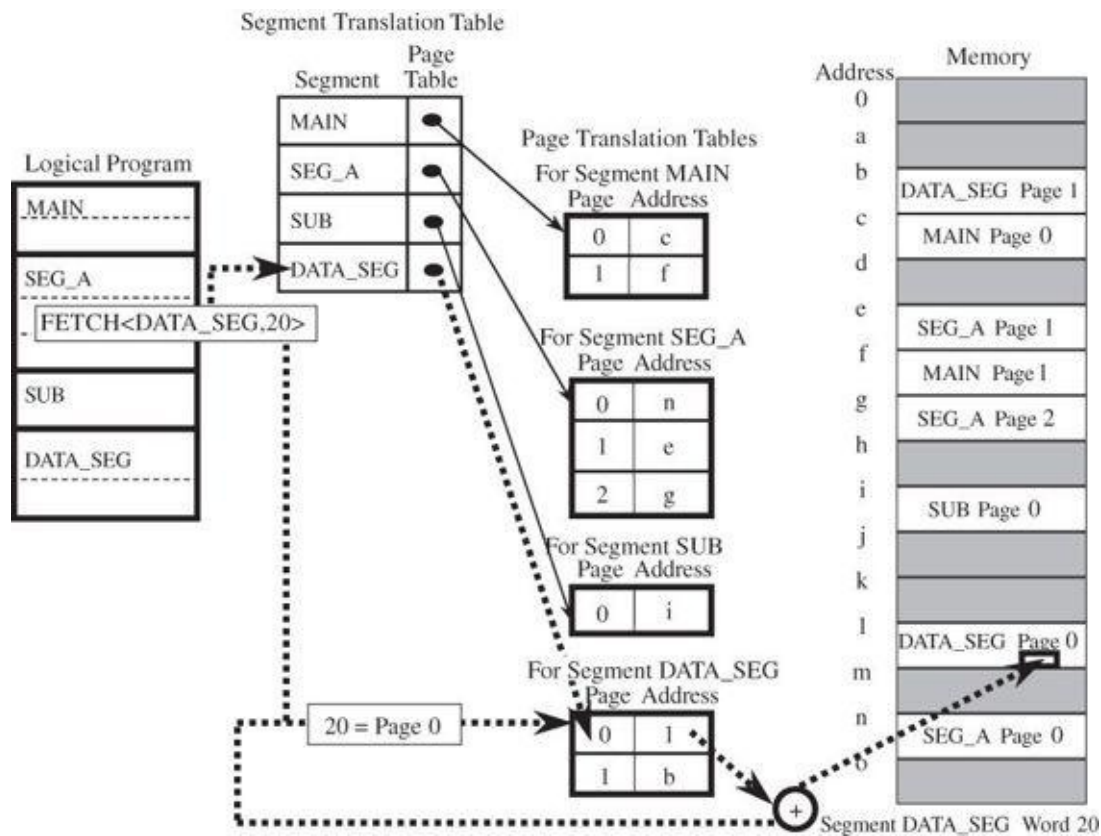 Segment Translation Table
Segment
Page
Table
MAIN
SEG_A
SUB
DATA_SEG
Logical Program
MAIN
SEG_A
FETCH<DATA_SEG,20>
SUB
DATA_SEG
20 = Page 0
Page Translation Tables
For Segment MAIN
Page Address
0 c
1 f
For Segment SEG_A
Page Address
0 n
1 e
2 g
For Segment SUB
Page Address
0 i
For Segment DATA_SEG
Page Address
0 l
1 b
+
Address
Memory
0
a
b
DATA_SEG Page 1
c
MAIN Page 0
d
e
SEG_A Page 1
f
MAIN Page 1
g
SEG_A Page 2
h
i
SUB Page 0
j
k
l
DATA_SEG Page 0
m
n
SEG_A Page 0
o
Segment DATA_SEG Word 20